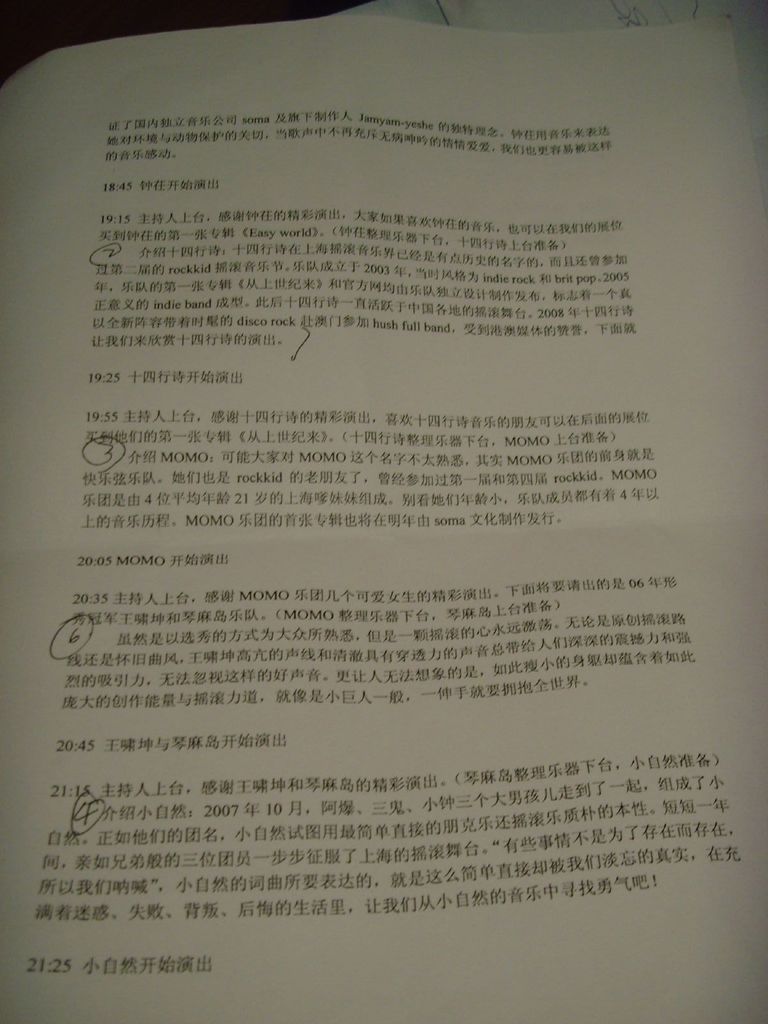 证了国内独立音乐公司 soma 及旗下制作人 Jamyam-yeshe 的独特理念。钟荏用音乐来表达
她对环境与动物保护的关切，当歌声中不再充斥无病呻吟的情情爱爱，我们也更容易被这样
的音乐感动。
18:45 钟荏开始演出
19:15 主持人上台，感谢钟荏的精彩演出，大家如果喜欢钟荏的音乐，也可以在我们的展位
买到钟荏的第一张专辑《Easy world》。（钟荏整理乐器下台，十四行诗上台准备）
② 介绍十四行诗：十四行诗在上海摇滚音乐界已经是有点历史的名字的，而且还曾参加
过第二届的 rockkid 摇滚音乐节。乐队成立于 2003 年，当时风格为 indie rock 和 brit pop。2005
年，乐队的第一张专辑《从上世纪来》和官方网均由乐队独立设计制作发布，标志着一个真
正意义的 indie band 成型。此后十四行诗一直活跃于中国各地的摇滚舞台。2008 年十四行诗
以全新阵容带着时髦的 disco rock 赴澳门参加 hush full band，受到港澳媒体的赞誉，下面就
让我们来欣赏十四行诗的演出。
19:25 十四行诗开始演出
19:55 主持人上台，感谢十四行诗的精彩演出，喜欢十四行诗音乐的朋友可以在后面的展位
买到他们的第一张专辑《从上世纪来》。（十四行诗整理乐器下台，MOMO 上台准备）
③ 介绍 MOMO：可能大家对 MOMO 这个名字不太熟悉，其实 MOMO 乐团的前身就是
快乐弦乐队。她们也是 rockkid 的老朋友了，曾经参加过第一届和第四届 rockkid。MOMO
乐团是由 4 位平均年龄 21 岁的上海嗲妹妹组成。别看她们年龄小，乐队成员都有着 4 年以
上的音乐历程。MOMO 乐团的首张专辑也将在明年由 soma 文化制作发行。
20:05 MOMO 开始演出
20:35 主持人上台，感谢 MOMO 乐团几个可爱女生的精彩演出。下面将要请出的是 06 年形
秀冠军王啸坤和琴麻岛乐队。（MOMO 整理乐器下台，琴麻岛上台准备）
⑥ 虽然是以选秀的方式为大众所熟悉，但是一颗摇滚的心永远激荡。无论是原创摇滚路
线还是怀旧曲风，王啸坤高亢的声线和清澈具有穿透力的声音总带给人们深深的震撼力和强
烈的吸引力，无法忽视这样的好声音。更让人无法想象的是，如此瘦小的身躯却蕴含着如此
庞大的创作能量与摇滚力道，就像是小巨人一般，一伸手就要拥抱全世界。
20:45 王啸坤与琴麻岛开始演出
21:15 主持人上台，感谢王啸坤和琴麻岛的精彩演出。（琴麻岛整理乐器下台，小自然准备）
④ 介绍小自然：2007 年 10 月，阿爆、三鬼、小钟三个大男孩儿走到了一起，组成了小
自然。正如他们的团名，小自然试图用最简单直接的朋克乐还摇滚乐质朴的本性。短短一年
间，亲如兄弟般的三位团员一步步征服了上海的摇滚舞台。“有些事情不是为了存在而存在，
所以我们呐喊”，小自然的词曲所要表达的，就是这么简单直接却被我们淡忘的真实，在充
满着迷惑、失败、背叛、后悔的生活里，让我们从小自然的音乐中寻找勇气吧！
21:25 小自然开始演出